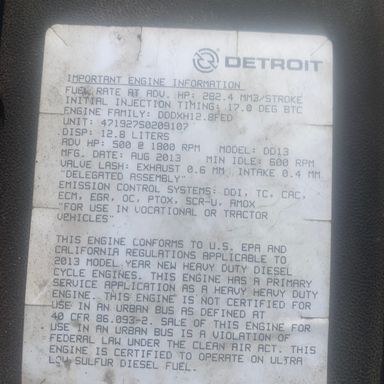 DETROIT
IMPORTANT ENGINE INFORMATION
FUEL RATE AT ADV. HP: 282.4 MM3/STROKE
INITIAL INJECTION TIMING: 17.0 DEG BTC
ENGINE FAMILY: DDDXH12.8FED
UNIT: 471927S0209107
DISP: 12.8 LITERS
ADV HP: 500 @ 1800 RPM MODEL: DD13
MFG. DATE: AUG 2013 MIN IDLE: 600 RPM
VALVE LASH: EXHAUST 0.6 MM INTAKE 0.4 MM
"DELEGATED ASSEMBLY"
EMISSION CONTROL SYSTEMS: DDI, TC, CAC,
ECM, EGR, OC, PTOX, SCR-U, AMOX
"FOR USE IN VOCATIONAL OR TRACTOR
VEHICLES"
THIS ENGINE CONFORMS TO U.S. EPA AND
CALIFORNIA REGULATIONS APPLICABLE TO
2013 MODEL YEAR NEW HEAVY DUTY DIESEL
CYCLE ENGINES. THIS ENGINE HAS A PRIMARY
SERVICE APPLICATION AS A HEAVY HEAVY DUTY
ENGINE. THIS ENGINE IS NOT CERTIFIED FOR
USE IN AN URBAN BUS AS DEFINED AT
40 CFR 86.093-2. SALE OF THIS ENGINE FOR
USE IN AN URBAN BUS IS A VIOLATION OF
FEDERAL LAW UNDER THE CLEAN AIR ACT. THIS
ENGINE IS CERTIFIED TO OPERATE ON ULTRA
LOW SULFUR DIESEL FUEL.